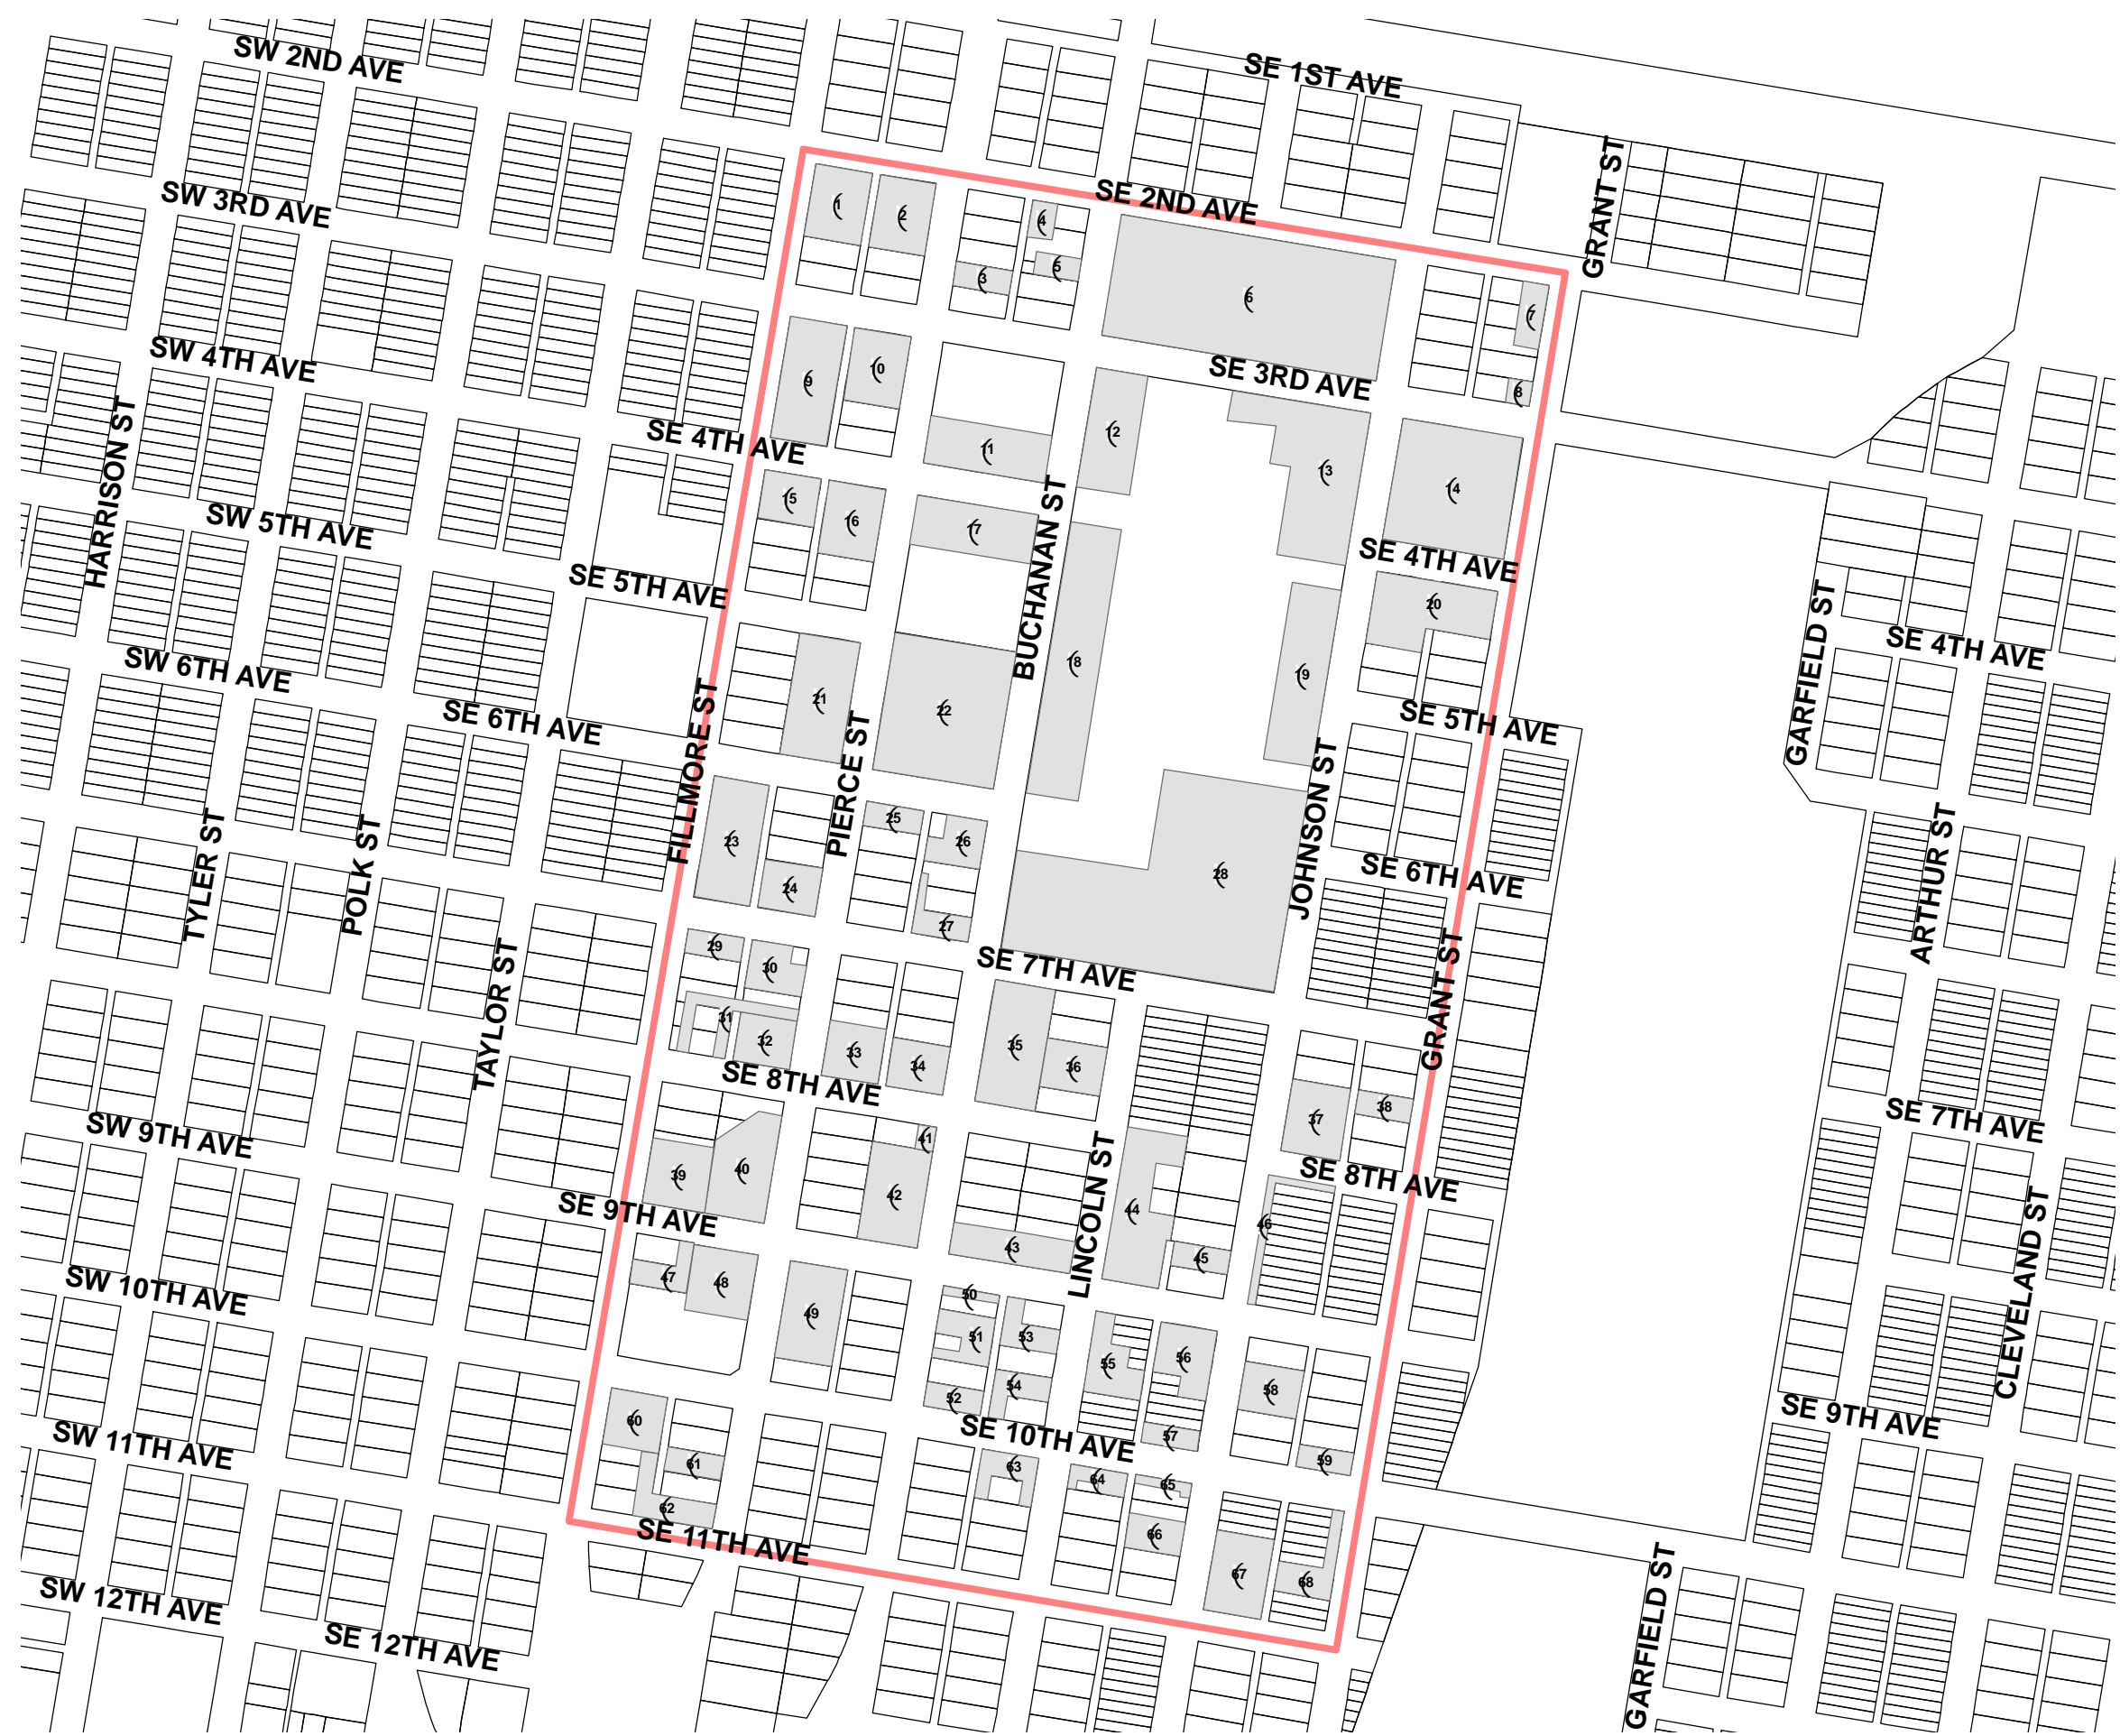 SW 2ND AVE
SE 1ST AVE
GRANT ST
SW 3RD AVE
SE 2ND AVE
1
2
4
3
5
6
7
8
SW 4TH AVE
SE 3RD AVE
HARRISON ST
9
10
SE 4TH AVE
11
12
13
14
SW 5TH AVE
15
16
17
BUCHANAN ST
SE 4TH AVE
SE 5TH AVE
20
GARFIELD ST
SE 4TH AVE
SW 6TH AVE
18
19
21
22
SE 6TH AVE
FILLMORE ST
PIERCE ST
SE 5TH AVE
JOHNSON ST
TYLER ST
POLK ST
23
24
25
26
27
28
SE 6TH AVE
ARTHUR ST
TAYLOR ST
29
30
SE 7TH AVE
GRANT ST
31
32
33
34
35
36
37
38
SE 8TH AVE
SE 7TH AVE
SW 9TH AVE
39
40
41
42
43
LINCOLN ST
44
45
46
SE 8TH AVE
SE 9TH AVE
CLEVELAND ST
SW 10TH AVE
47
48
49
50
51
52
53
54
55
56
57
58
59
SE 9TH AVE
SW 11TH AVE
60
61
62
SE 10TH AVE
63
64
65
66
67
68
SE 11TH AVE
SW 12TH AVE
SE 12TH AVE
GARFIELD ST